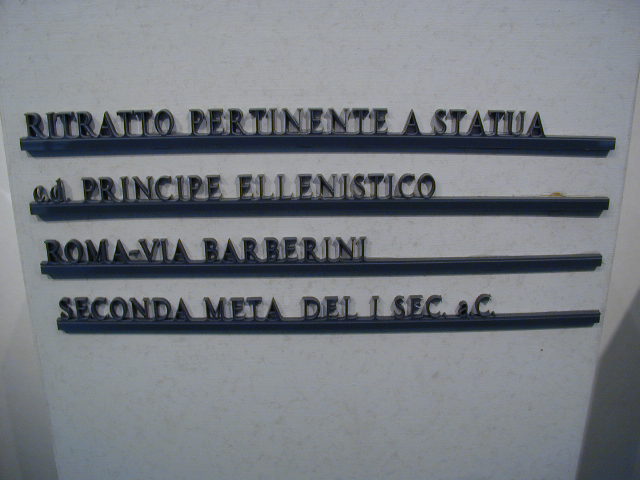 RITRATTO PERTINENTE A STATUA
a.d. PRINCIPE ELLENISTICO
ROMA-VIA BARBERINI
SECONDA META DEL I SEC. a.C.